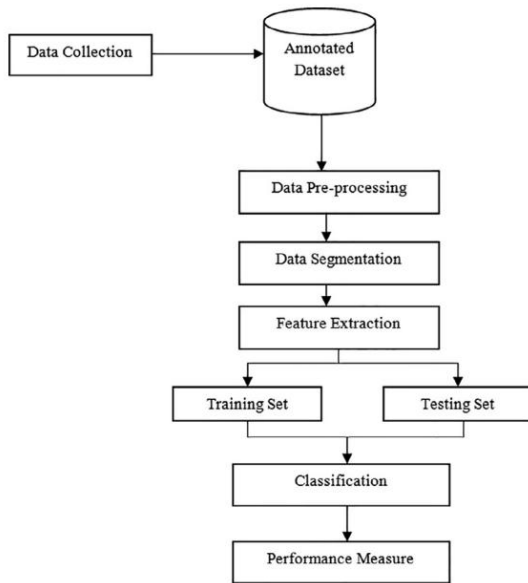 Data Collection
Annotated
Dataset
Data Pre-processing
Data Segmentation
Feature Extraction
Training Set
Testing Set
Classification
Performance Measure